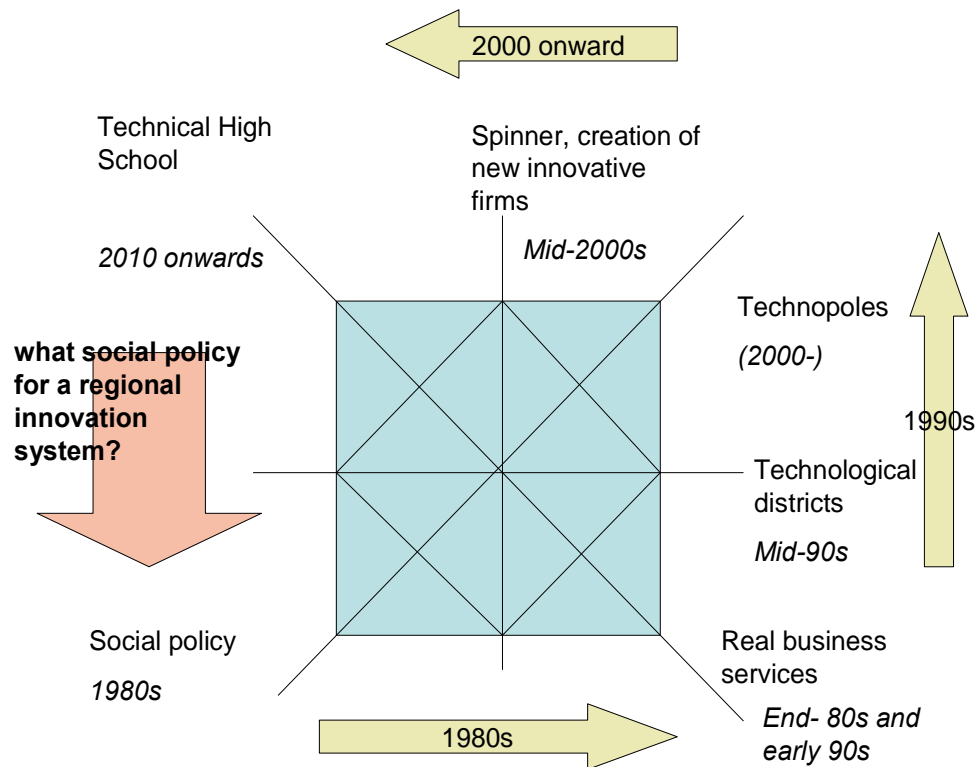 2000 onward
Technical High
School
2010 onwards
Spinner, creation of
new innovative
firms
Mid-2000s
Technopoles
(2000-)
1990s
what social policy
for a regional
innovation
system?
Technological
districts
Mid-90s
Social policy
1980s
1980s
Real business
services
End- 80s and
early 90s